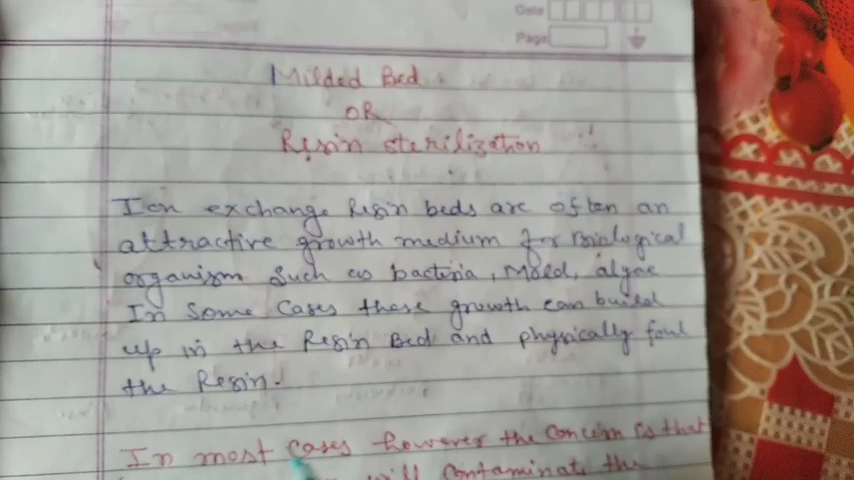 Date
Page
Milded Bed
OR
Resin sterilization
Ion exchange Resin beds are often an
attractive growth medium for Biological
organism such as bacteria, Mold, algae
In some cases these growth can build
up in the Resin Bed and physically foul
the Resin.
In most cases however the concern is that
will contaminate the